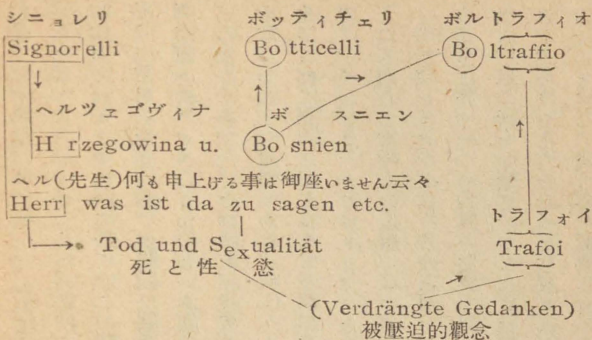 シニョレリ ボッティチェリ ボルトラフィオ
Signorelli Botticelli Boltraffio
ヘルツェゴヴィナ ボスニエン
H rzegowina u. Bosnien
ヘル(先生)何も申上げる事は御座いません云々
Herr was ist da zu sagen etc.
トラフォイ
Tod und Sexualität Trafoi
死と性慾
(Verdrängte Gedanken)
被壓迫的觀念